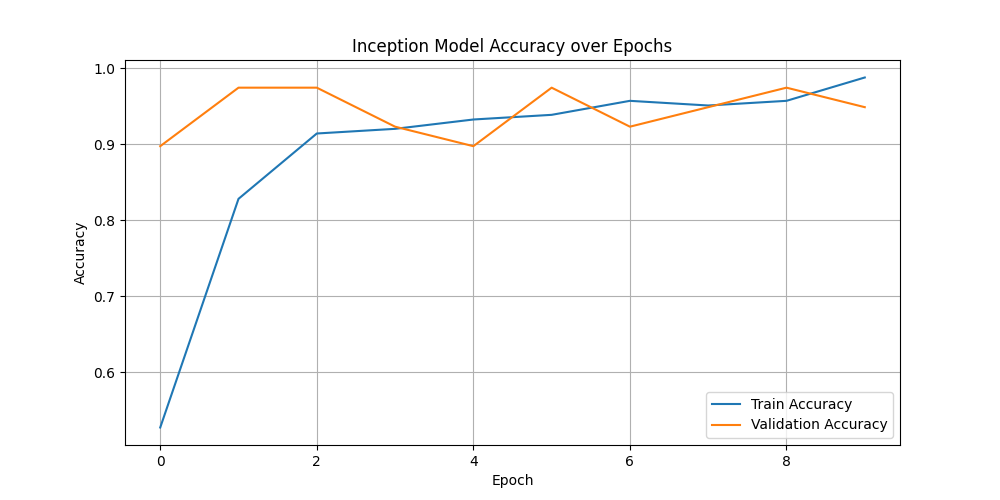 Inception Model Accuracy over Epochs
1.0
0.9
0.8
0.7
0.6
Accuracy
0 2 4 6 8
Epoch
Train Accuracy
Validation Accuracy